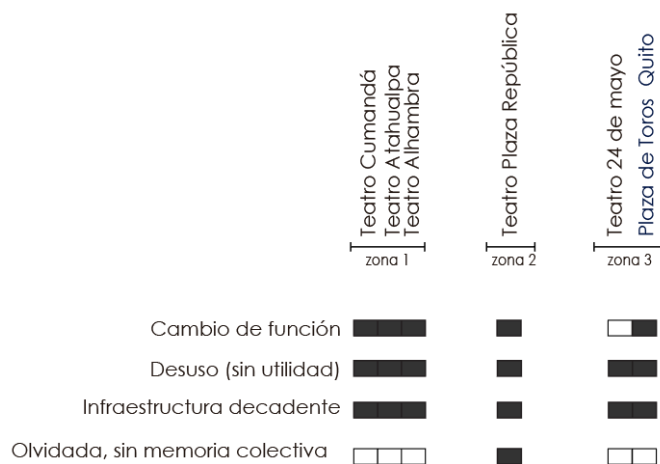 Teatro Cumandá
Teatro Atahualpa
Teatro Alhambra
Teatro Plaza República
Teatro 24 de mayo
Plaza de Toros Quito
zona 1
zona 2
zona 3
Cambio de función
Desuso (sin utilidad)
Infraestructura decadente
Olvidada, sin memoria colectiva